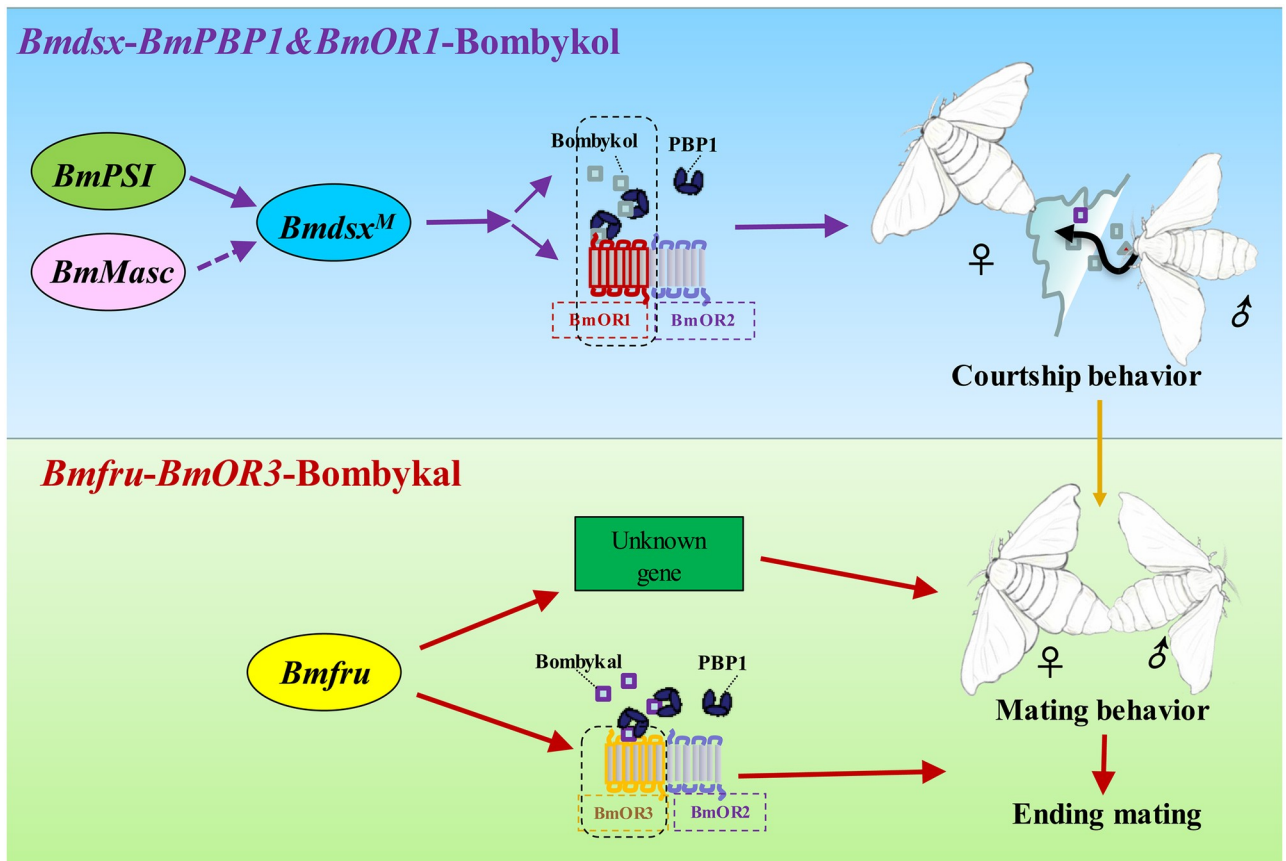 Bmdsx-BmPBP1&BmOR1-Bombykol
BmPSI
BmMasc
Bmdsx^M
Bombykol
PBP1
BmOR1
BmOR2
♀
♂
Courtship behavior
Bmfru-BmOR3-Bombykal
Unknown
gene
Bmfru
Bombykal
PBP1
BmOR3
BmOR2
♀
♂
Mating behavior
Ending mating